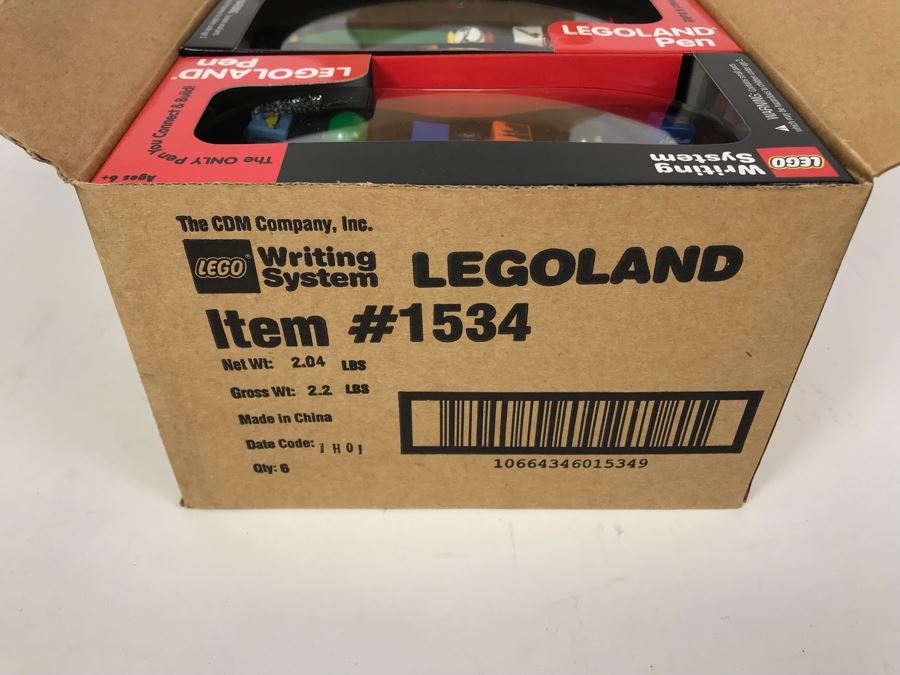 LEGOLAND®
Pen
LEGOLAND®
Pen
The ONLY Pen You Connect & Build!
Ages 6+
⚠ WARNING:
LEGO
Writing
System
The CDM Company, Inc.
LEGO Writing
System
LEGOLAND
Item #1534
Net Wt: 2.04 LBS
Gross Wt: 2.2 LBS
Made in China
Date Code: 1H01
Qty: 6
10664346015349